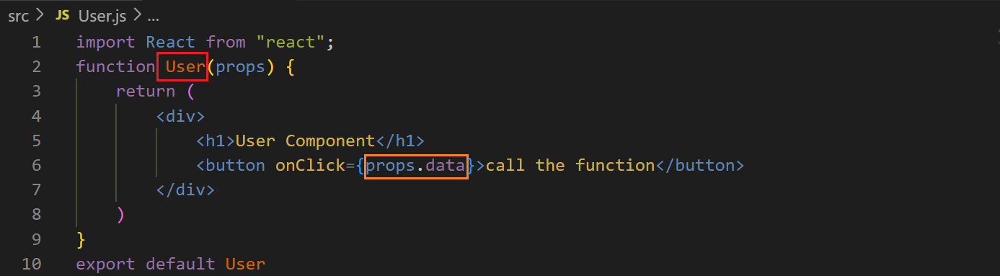 src > JS User.js > ...
1 import React from "react";
2 function User(props) {
3     return (
4         <div>
5             <h1>User Component</h1>
6             <button onClick={props.data}>call the function</button>
7         </div>
8     )
9 }
10 export default User